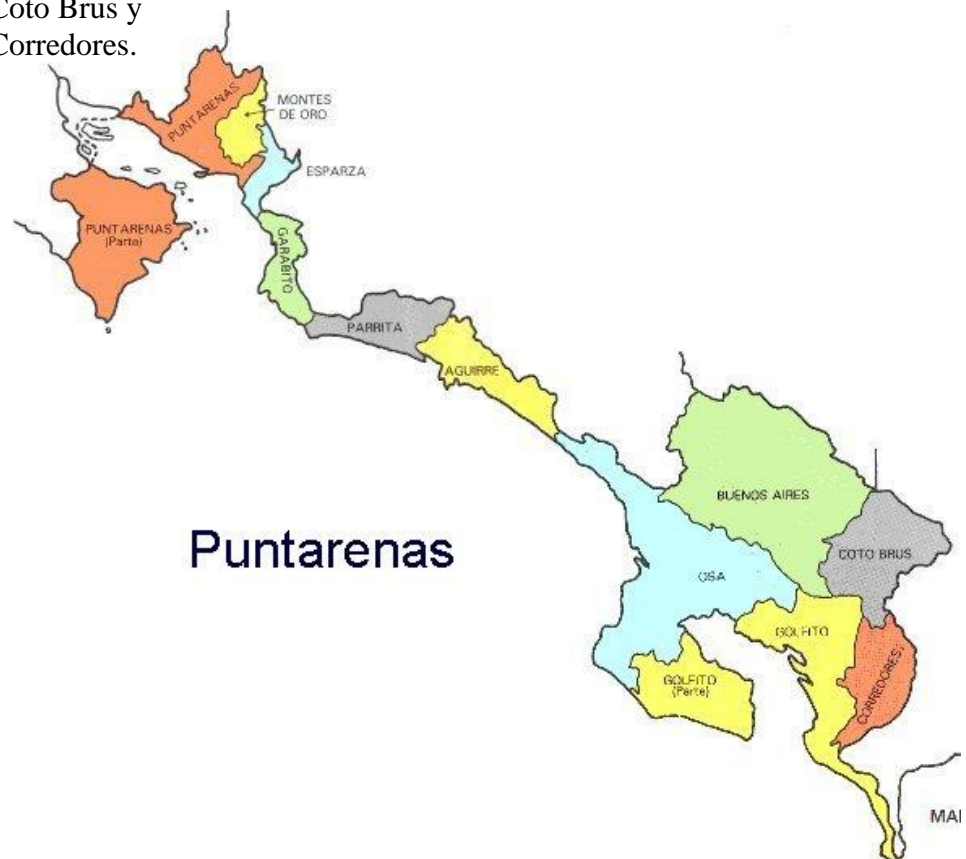 Coto Brus y
Corredores.
PUNTARENAS
MONTES
DE ORO
ESPARZA
PUNTARENAS
(Parte)
GARABITO
PARRITA
AGUIRRE
BUENOS AIRES
COTO BRUS
Puntarenas
OSA
GOLFITO
GOLFITO
(Parte)
CORREDORES